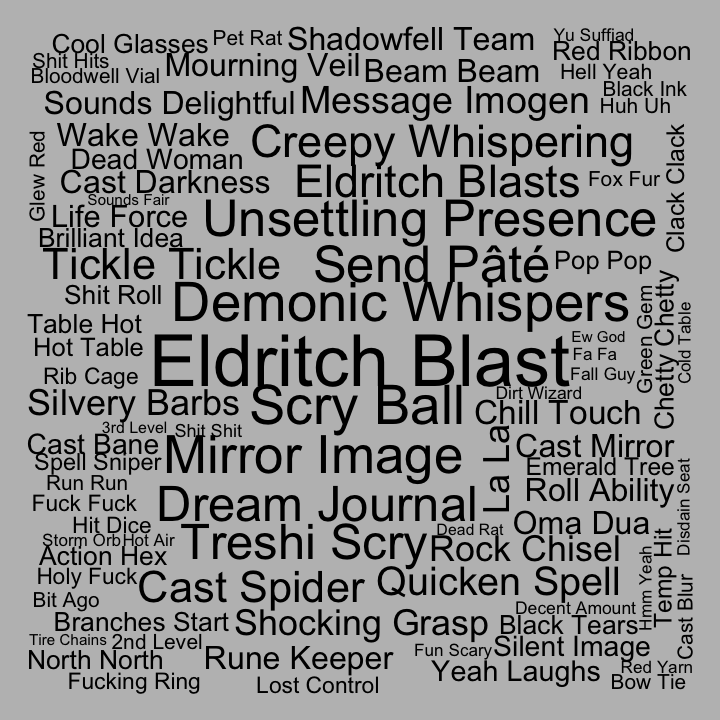 Cool Glasses
Pet Rat
Shadowfell Team
Yu Suffiad
Red Ribbon
Shit Hits
Bloodwell Vial
Mourning Veil
Beam Beam
Hell Yeah
Black Ink
Sounds Delightful
Message Imogen
Huh Uh
Wake Wake
Creepy Whispering
Clack Clack
Dead Woman
Glew Red
Cast Darkness
Eldritch Blasts
Fox Fur
Sounds Fair
Life Force
Unsettling Presence
Brilliant Idea
Tickle Tickle
Send Pâté
Pop Pop
Shit Roll
Demonic Whispers
Green Gem
Chetty Chetty
Cold Table
Table Hot
Hot Table
Eldritch Blast
Ew God
Fa Fa
Fall Guy
Rib Cage
Silvery Barbs
Scry Ball
Dirt Wizard
Chill Touch
3rd Level
Shit Shit
Cast Bane
Mirror Image
La La
Cast Mirror
Spell Sniper
Emerald Tree
Run Run
Roll Ability
Disdain Seat
Fuck Fuck
Dream Journal
Hit Dice
Oma Dua
Storm Orb
Hot Air
Treshi Scry
Dead Rat
Action Hex
Rock Chisel
Temp Hit
Holy Fuck
Cast Spider
Quicken Spell
Hmm Yeah
Cast Blur
Bit Ago
Decent Amount
Branches Start
Shocking Grasp
Black Tears
Tire Chains
2nd Level
Fun Scary
Silent Image
North North
Rune Keeper
Yeah Laughs
Red Yarn
Fucking Ring
Lost Control
Bow Tie